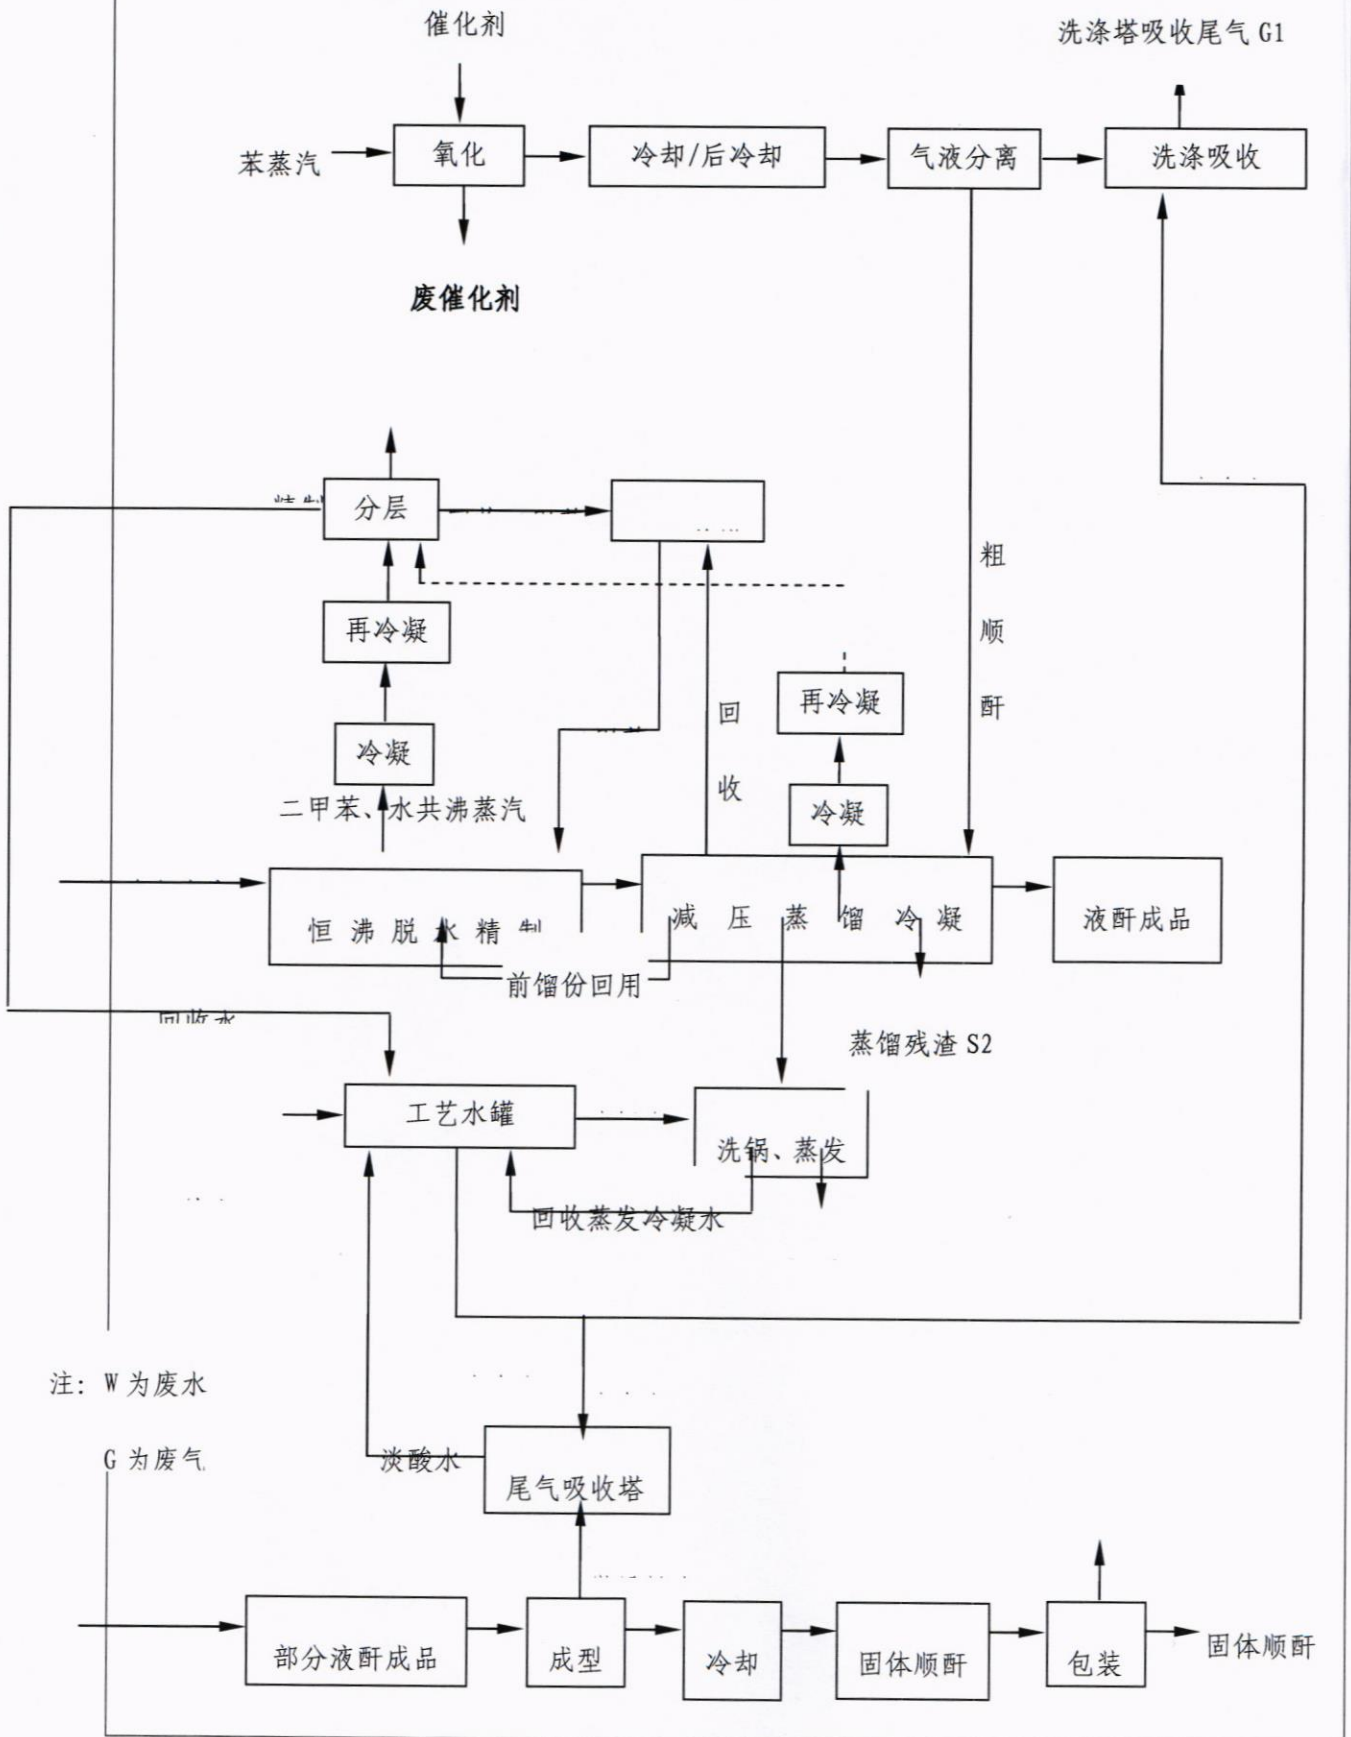 催化剂
洗涤塔吸收尾气 G1
苯蒸汽
氧化
冷却/后冷却
气液分离
洗涤吸收
废催化剂
分层
粗顺酐
再冷凝
再冷凝
回收
冷凝
冷凝
二甲苯、水共沸蒸汽
恒沸脱水精制
减压蒸馏冷凝
液酐成品
前馏份回用
回收水
蒸馏残渣 S2
工艺水罐
洗锅、蒸发
回收蒸发冷凝水
注: W 为废水
G 为废气
淡酸水
尾气吸收塔
部分液酐成品
成型
冷却
固体顺酐
包装
固体顺酐